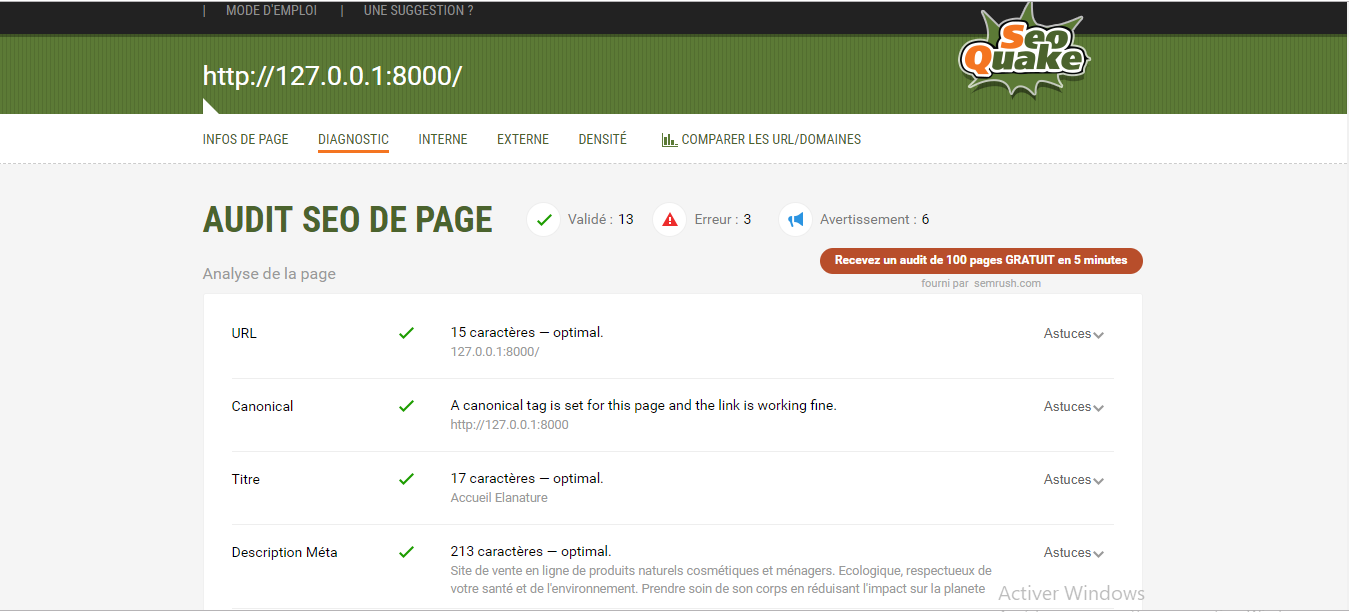 | MODE D'EMPLOI | UNE SUGGESTION ?
Seo
Quake
http://127.0.0.1:8000/
INFOS DE PAGE DIAGNOSTIC INTERNE EXTERNE DENSITÉ COMPARER LES URL/DOMAINES
AUDIT SEO DE PAGE Validé : 13 Erreur : 3 Avertissement : 6
Recevez un audit de 100 pages GRATUIT en 5 minutes
Analyse de la page
fourni par semrush.com
URL 15 caractères — optimal. Astuces
127.0.0.1:8000/
Canonical A canonical tag is set for this page and the link is working fine. Astuces
http://127.0.0.1:8000
Titre 17 caractères — optimal. Astuces
Accueil Elanature
Description Méta 213 caractères — optimal. Astuces
Site de vente en ligne de produits naturels cosmétiques et ménagers. Ecologique, respectueux de
votre santé et de l'environnement. Prendre soin de son corps en réduisant l'impact sur la planete
Activer Windows